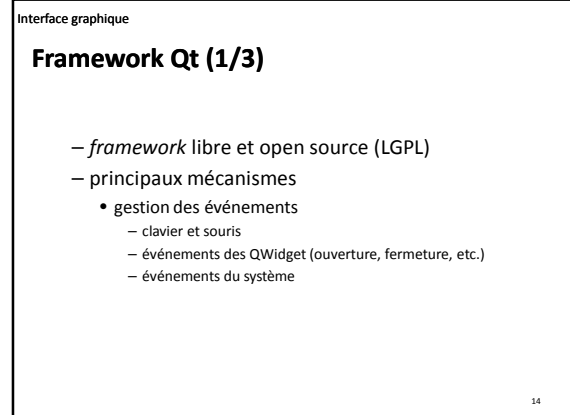 Interface graphique
Framework Qt (1/3)
– framework libre et open source (LGPL)
– principaux mécanismes
• gestion des événements
– clavier et souris
– événements des QWidget (ouverture, fermeture, etc.)
– événements du système
14